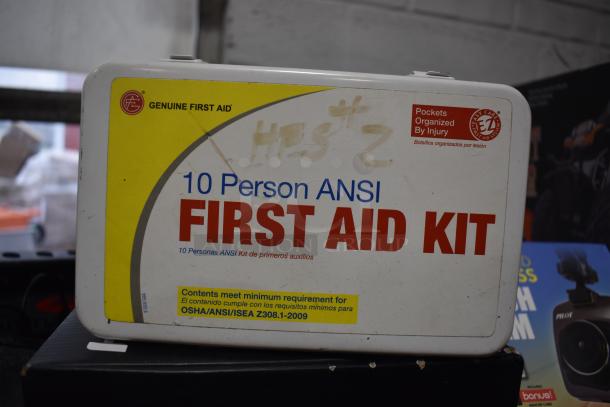 GENUINE FIRST AID
HES #2
Pockets
Organized
By Injury
Bolsillos organizados por lesión
EZ
10 Person ANSI
FIRST AID KIT
10 Personas ANSI Kit de primeros auxilios
Contents meet minimum requirement for
El contenido cumple con los requisitos mínimos para
OSHA/ANSI/ISEA Z308.1-2009
PILOT
bonus!